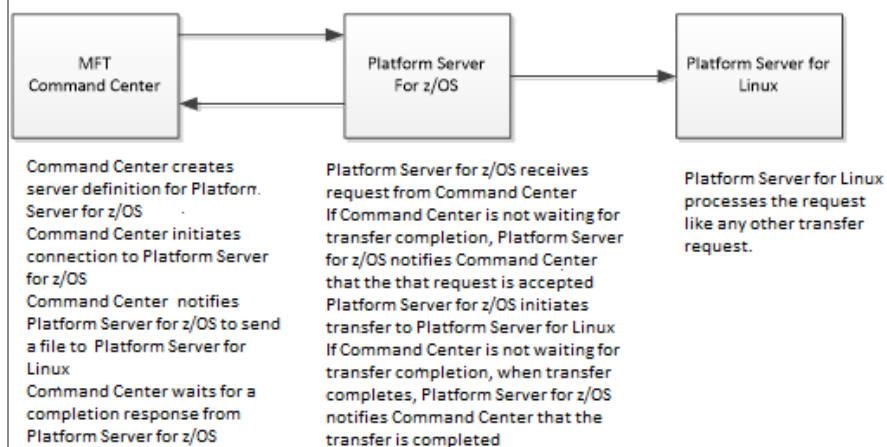 MFT
Command Center
Platform Server
For z/OS
Platform Server for
Linux
Command Center creates
server definition for Platform.
Server for z/OS
Command Center initiates
connection to Platform Server
for z/OS
Command Center notifies
Platform Server for z/OS to send
a file to Platform Server for
Linux
Command Center waits for a
completion response from
Platform Server for z/OS
Platform Server for z/OS receives
request from Command Center
If Command Center is not waiting for
transfer completion, Platform Server
for z/OS notifies Command Center
that the that request is accepted
Platform Server for z/OS initiates
transfer to Platform Server for Linux
If Command Center is not waiting for
transfer completion, when transfer
completes, Platform Server for z/OS
notifies Command Center that the
transfer is completed
Platform Server for Linux
processes the request
like any other transfer
request.